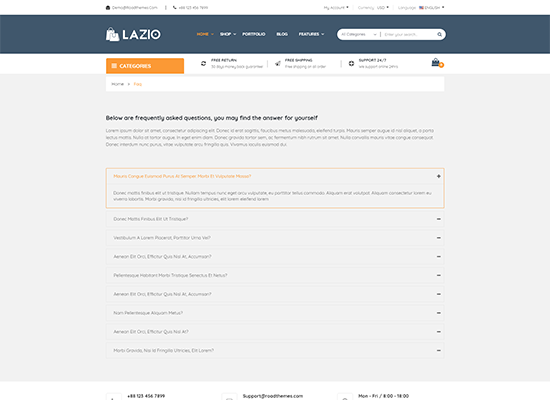 Demo@Roadthemes.Com
+88 123 456 7899
My Account
Currency: USD
Language: ENGLISH
LAZIO
HOME
SHOP
PORTFOLIO
BLOG
FEATURES
All Categories
Enter your search...
CATEGORIES
FREE RETURN
30 days money back guarantee!
FREE SHIPPING
Free shipping on all order
SUPPORT 24/7
We support online 24hrs
Home > Faq
Below are frequently asked questions, you may find the answer for yourself
Lorem ipsum dolor sit amet, consectetur adipiscing elit. Donec id erat sagittis, faucibus metus malesuada, eleifend turpis. Mauris semper augue id nisl aliquet, a porta
lectus mattis. Nulla at tortor augue. In eget enim diam. Donec gravida tortor sem, ac fermentum nibh rutrum sit amet. Nulla convallis mauris vitae congue consequat.
Donec interdum nunc purus, vitae vulputate arcu fringilla quis. Vivamus iaculis euismod dui.
Mauris Congue Euismod Purus At Semper. Morbi Et Vulputate Massa?
Donec mattis finibus elit ut tristique. Nullam tempus nunc eget arcu vulputate, eu porttitor tellus commodo. Aliquam erat volutpat. Aliquam consectetur lorem eu
viverra lobortis. Morbi gravida, nisi id fringilla ultricies, elit lorem eleifend lorem
Donec Mattis Finibus Elit Ut Tristique?
Vestibulum A Lorem Placerat, Porttitor Urna Vel?
Aenean Elit Orci, Efficitur Quis Nisl At, Accumsan?
Pellentesque Habitant Morbi Tristique Senectus Et Netus?
Aenean Elit Orci, Efficitur Quis Nisl At, Accumsan?
Nam Pellentesque Aliquam Metus?
Aenean Elit Orci, Efficitur Quis Nisl At?
Morbi Gravida, Nisi Id Fringilla Ultricies, Elit Lorem?
+88 123 456 7899
Support@roadthemes.com
Mon - Fri / 8:00 - 18:00